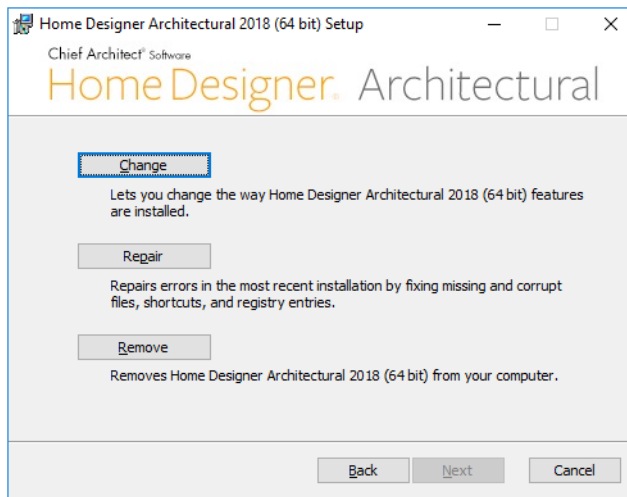 Home Designer Architectural 2018 (64 bit) Setup
Chief Architect® Software
Home Designer® Architectural
Change
Lets you change the way Home Designer Architectural 2018 (64 bit) features
are installed.
Repair
Repairs errors in the most recent installation by fixing missing and corrupt
files, shortcuts, and registry entries.
Remove
Removes Home Designer Architectural 2018 (64 bit) from your computer.
Back Next Cancel